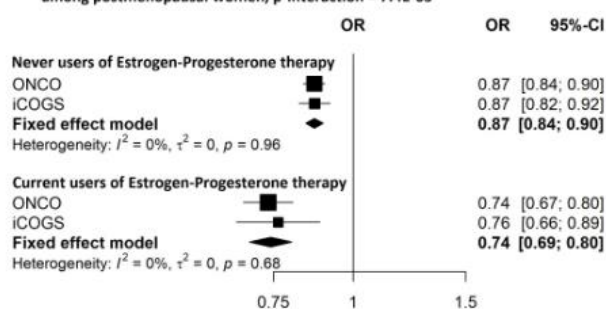 among postmenopausal women, p-interaction
OR OR 95%-CI
Never users of Estrogen-Progesterone therapy
ONCO 0.87 [0.84; 0.90]
iCOGS 0.87 [0.82; 0.92]
Fixed effect model 0.87 [0.84; 0.90]
Heterogeneity: I² = 0%, τ² = 0, p = 0.96
Current users of Estrogen-Progesterone therapy
ONCO 0.74 [0.67; 0.80]
iCOGS 0.76 [0.66; 0.89]
Fixed effect model 0.74 [0.69; 0.80]
Heterogeneity: I² = 0%, τ² = 0, p = 0.68
0.75 1 1.5